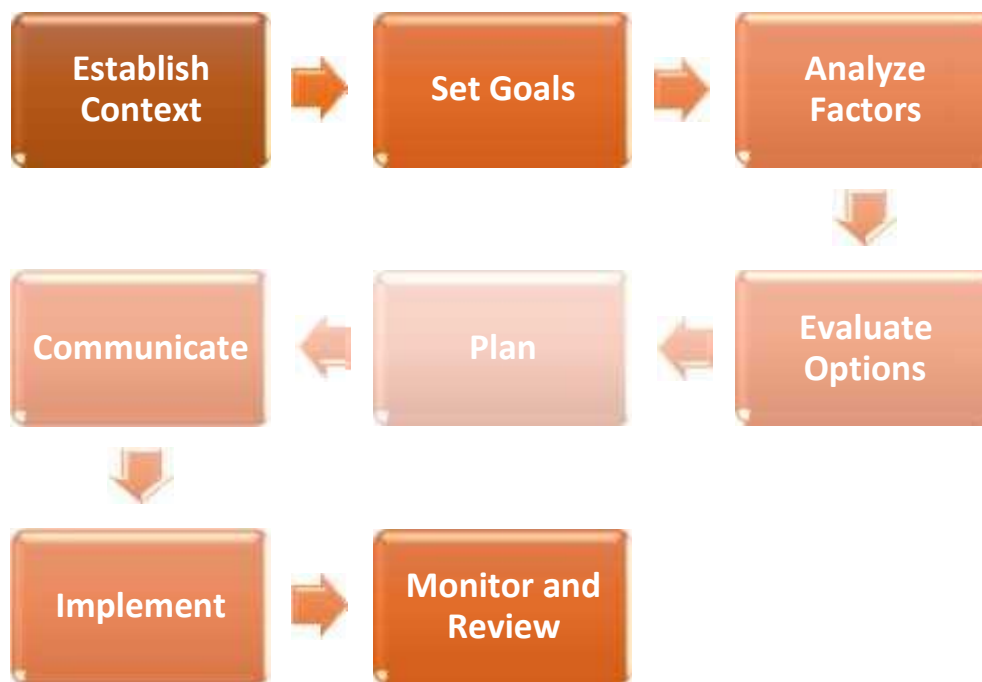 Establish
Context
Set Goals
Analyze
Factors
Evaluate
Options
Plan
Communicate
Implement
Monitor and
Review